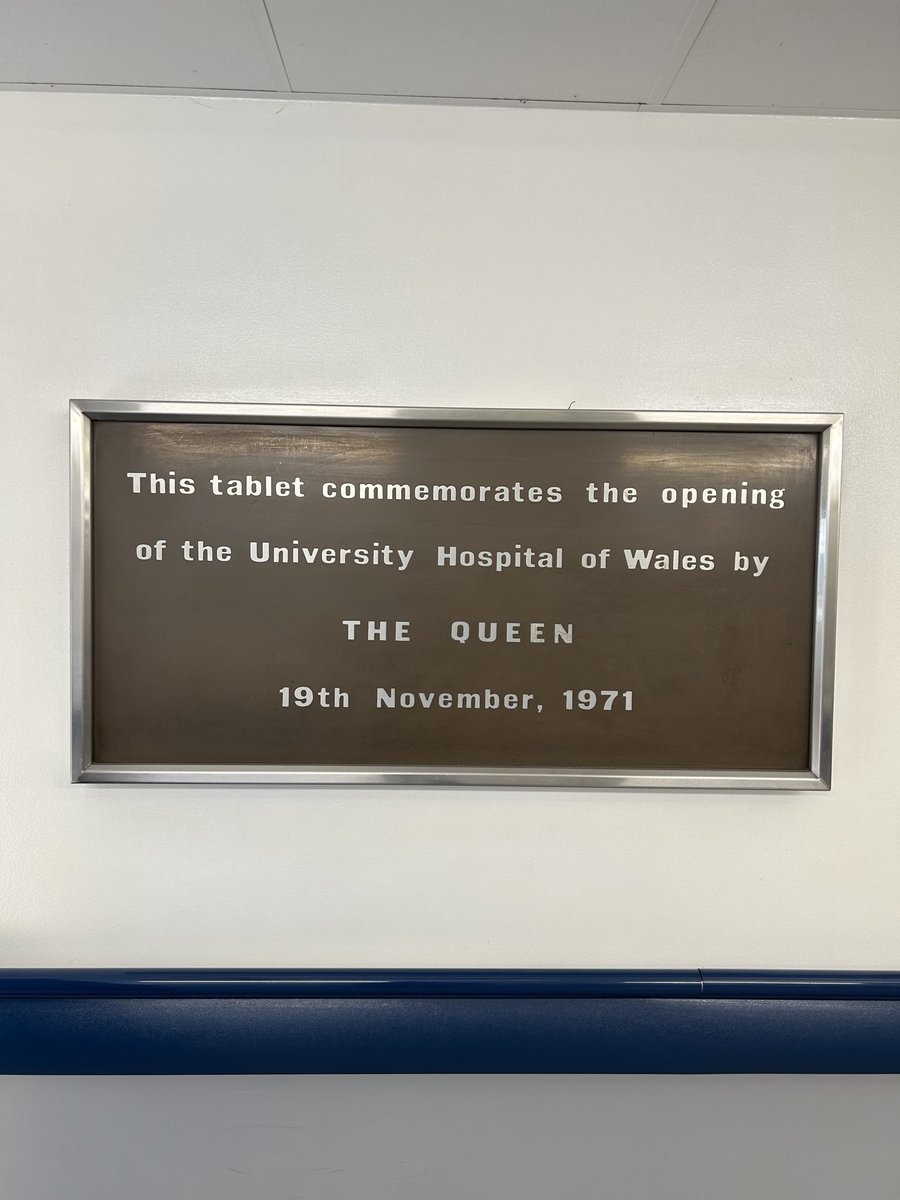 This tablet commemorates the opening
of the University Hospital of Wales by
THE QUEEN
19th November, 1971